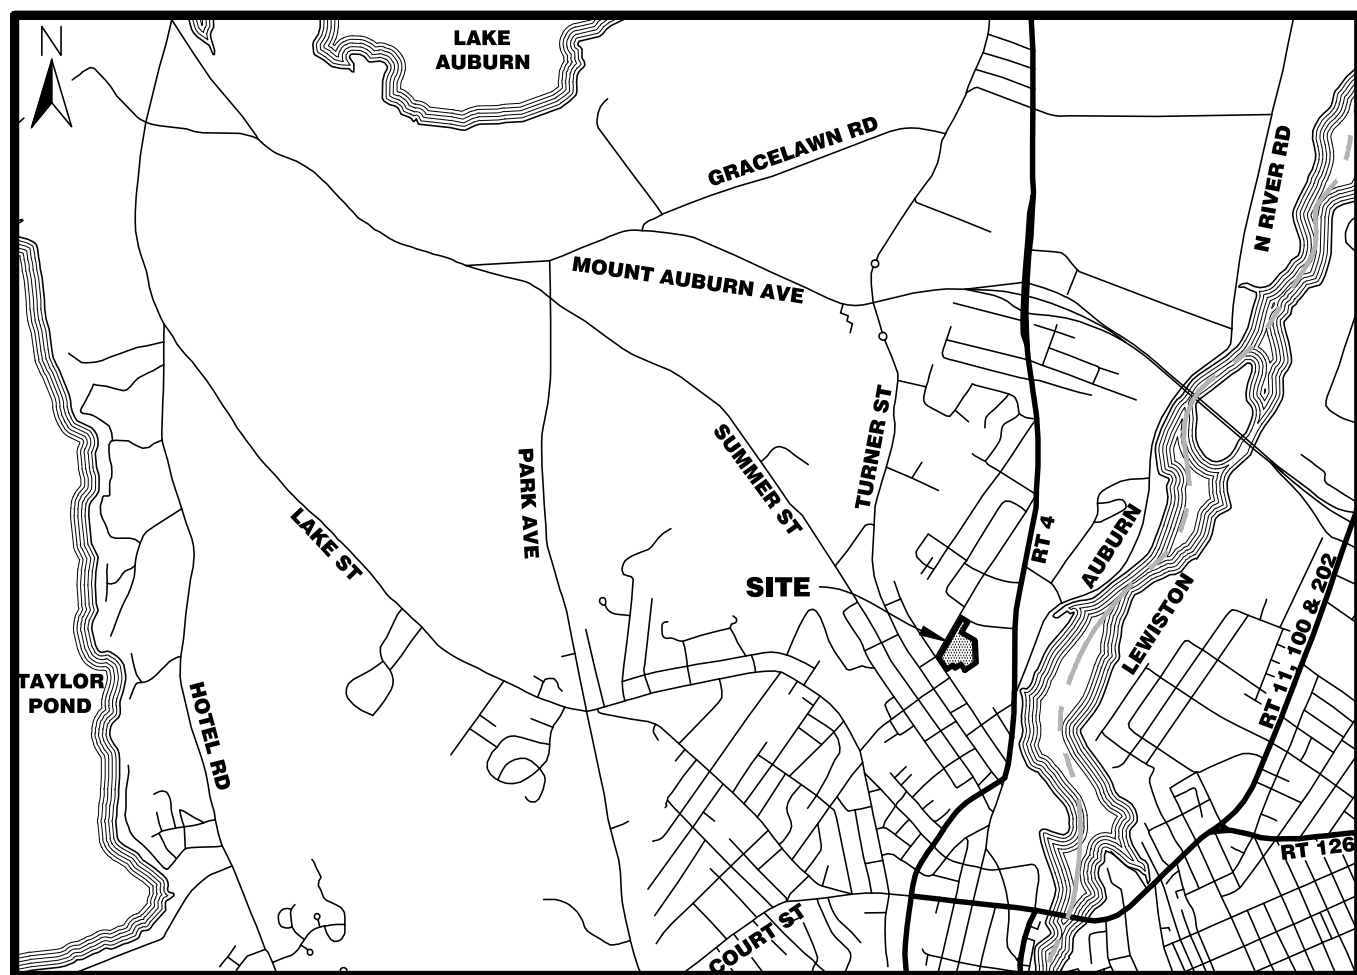 N
LAKE
AUBURN
GRACELAWN RD
N RIVER RD
MOUNT AUBURN AVE
TURNER ST
SUMMER ST
PARK AVE
LAKE ST
RT 4
AUBURN
LEWISTON
RT 11, 100 & 202
SITE
TAYLOR
POND
HOTEL RD
RT 126
COURT ST